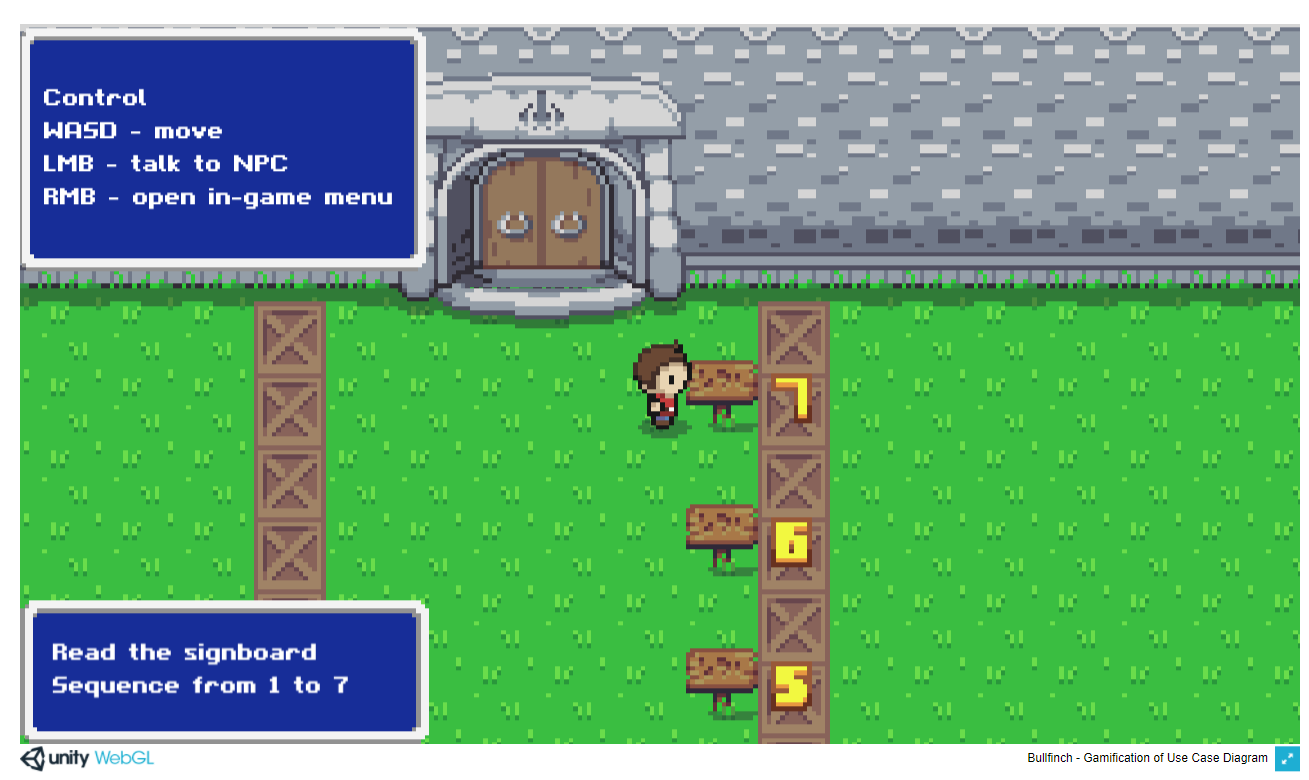 Control
WASD - move
LMB - talk to NPC
RMB - open in-game menu
7
6
Read the signboard
Sequence from 1 to 7
5
unity WebGL
Bullfinch - Gamification of Use Case Diagram